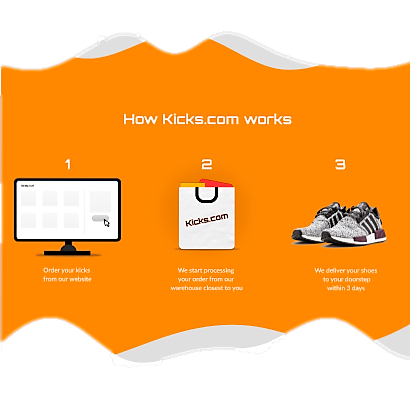 How Kicks.com works
1
2
3
Kicks.com
Order your kicks
from our website
We start processing
your order from our
warehouse closest to you
We deliver your shoes
to your doorstep
within 3 days